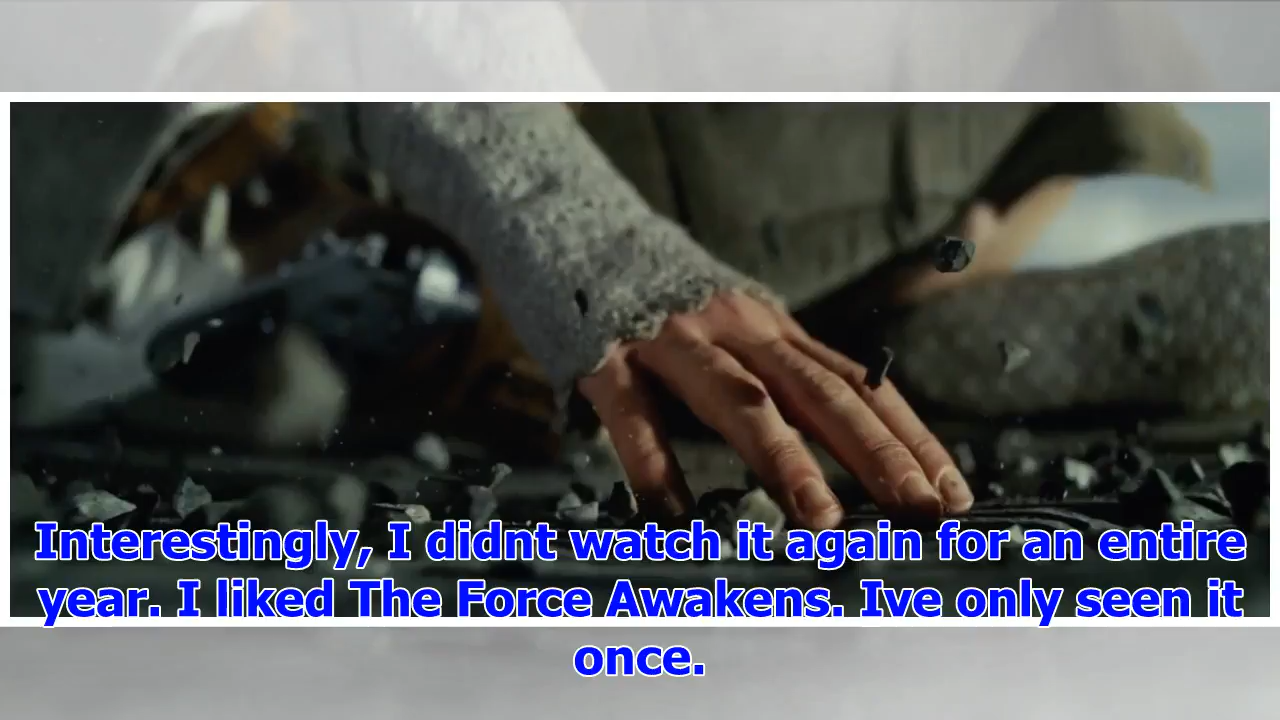 Interestingly, I didnt watch it again for an entire
year. I liked The Force Awakens. Ive only seen it
once.